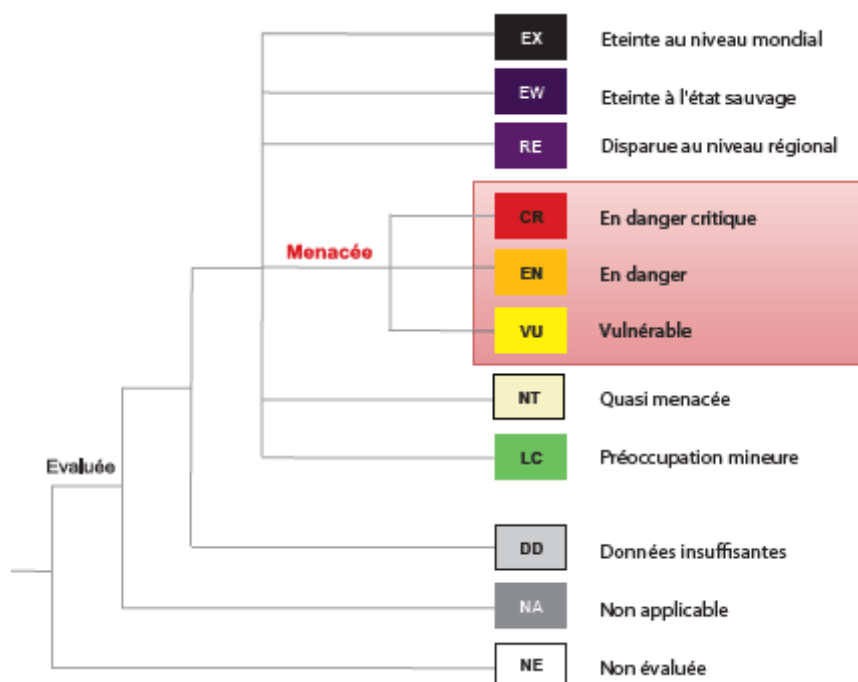 EX Eteinte au niveau mondial
EW Eteinte à l'état sauvage
RE Disparue au niveau régional
CR En danger critique
Menacée
EN En danger
VU Vulnérable
NT Quasi menacée
LC Préoccupation mineure
Evaluée
DD Données insuffisantes
NA Non applicable
NE Non évaluée